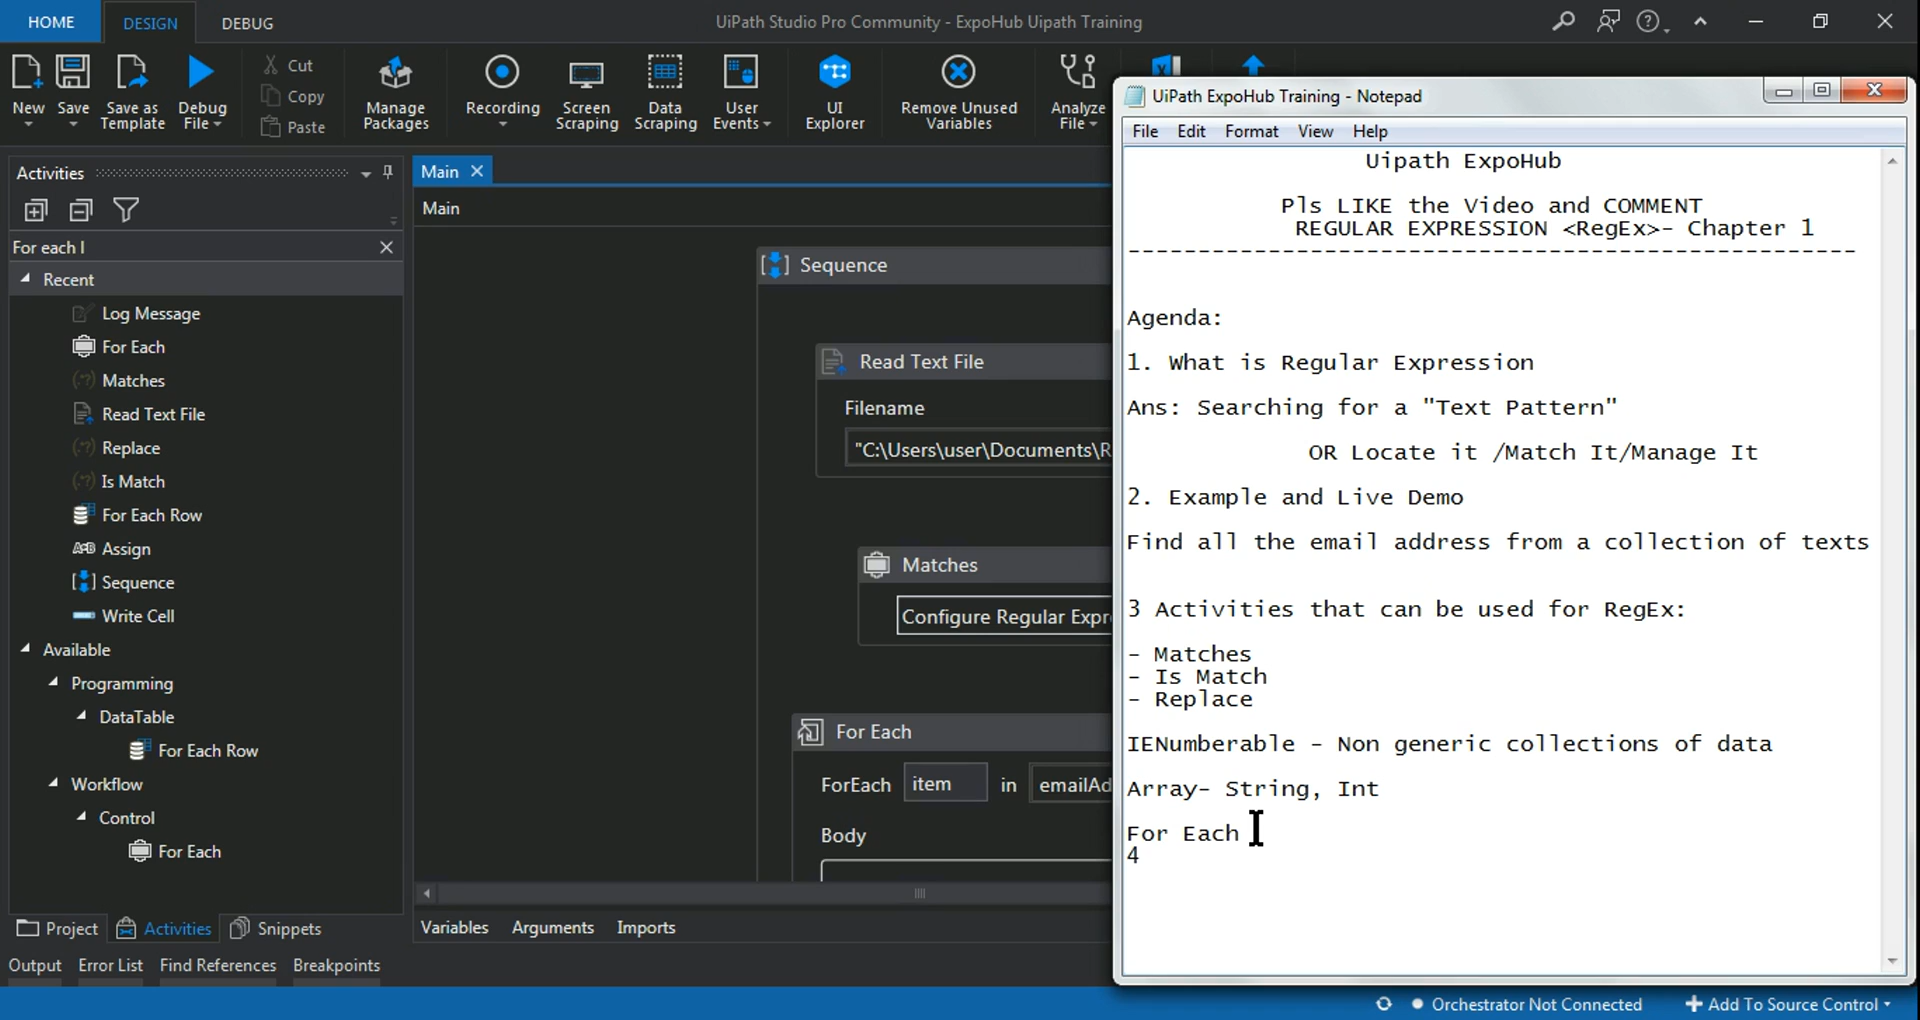 HOME
DESIGN
DEBUG
UiPath Studio Pro Community - ExpoHub Uipath Training
New
Save
Save as Template
Debug File
Cut
Copy
Paste
Manage Packages
Recording
Screen Scraping
Data Scraping
User Events
UI Explorer
Remove Unused Variables
Analyze File
Activities
For each l
Recent
Log Message
For Each
Matches
Read Text File
Replace
Is Match
For Each Row
Assign
Sequence
Write Cell
Available
Programming
DataTable
For Each Row
Workflow
Control
For Each
Project
Activities
Snippets
Output
Error List
Find References
Breakpoints
Main
Main
Sequence
Read Text File
Filename
"C:\Users\user\Documents\R
Matches
Configure Regular Expr
For Each
ForEach item in emailAd
Body
Variables
Arguments
Imports
UiPath ExpoHub Training - Notepad
File Edit Format View Help
Uipath ExpoHub
Pls LIKE the Video and COMMENT
REGULAR EXPRESSION <RegEx>- Chapter 1
----------------------------------------------------
Agenda:
1. What is Regular Expression
Ans: Searching for a "Text Pattern"
OR Locate it /Match It/Manage It
2. Example and Live Demo
Find all the email address from a collection of texts
3 Activities that can be used for RegEx:
- Matches
- Is Match
- Replace
IENumberable - Non generic collections of data
Array- String, Int
For Each
4
Orchestrator Not Connected
Add To Source Control